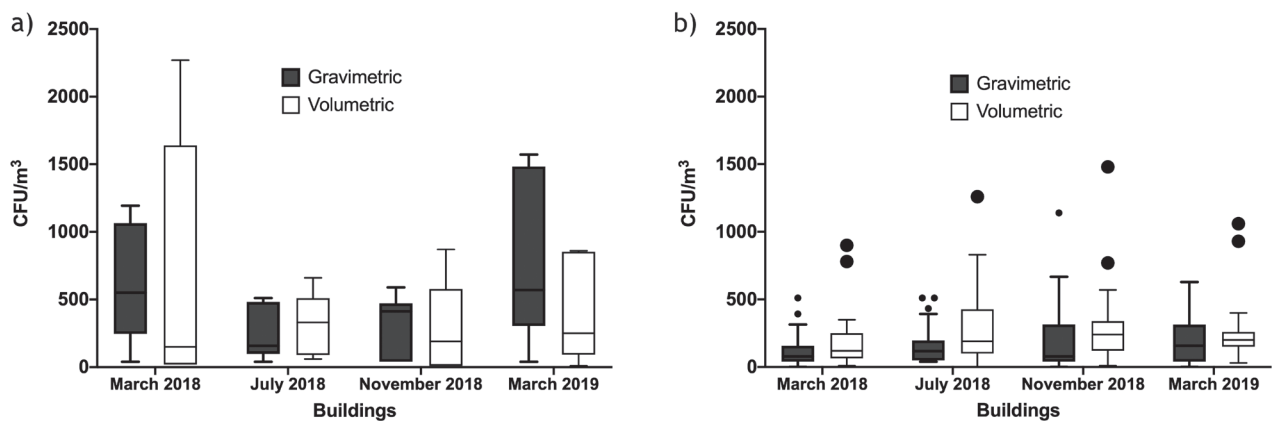 a)
2500
2000
1500
1000
500
0
CFU/m³
Gravimetric
Volumetric
March 2018 July 2018 November 2018 March 2019
Buildings
b)
2500
2000
1500
1000
500
0
CFU/m³
Gravimetric
Volumetric
March 2018 July 2018 November 2018 March 2019
Buildings